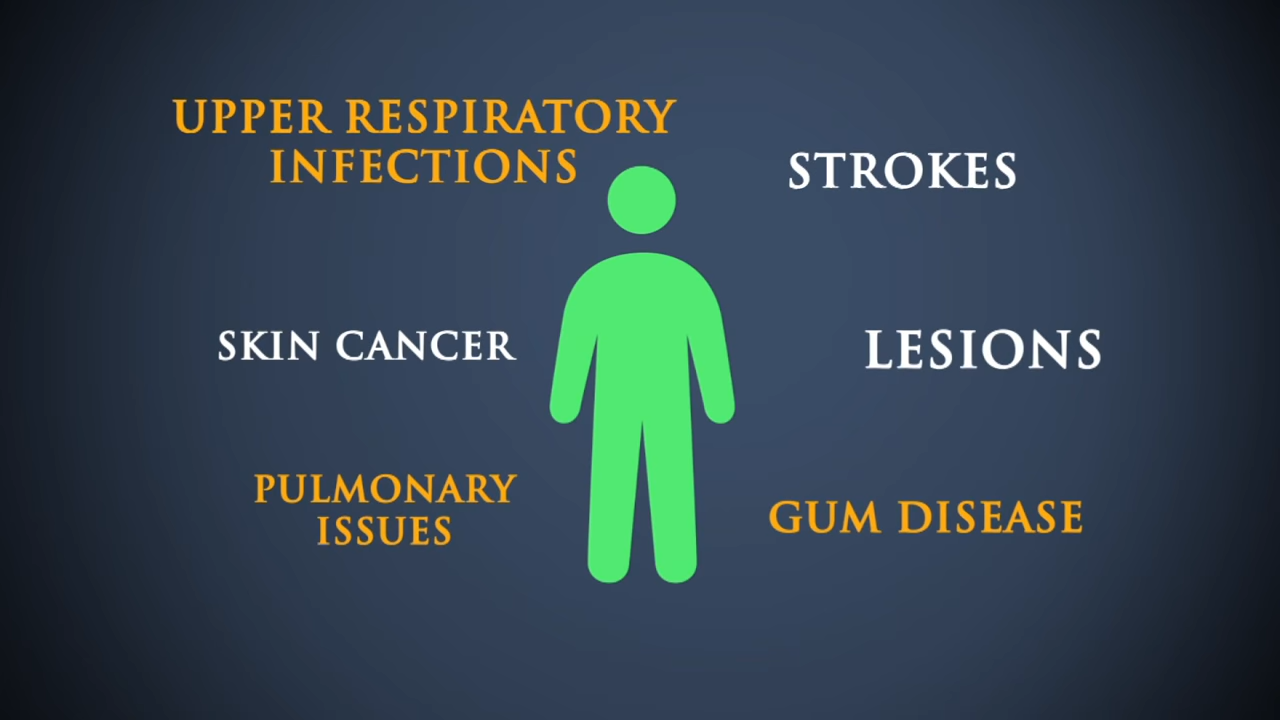 UPPER RESPIRATORY
INFECTIONS
STROKES
SKIN CANCER
LESIONS
PULMONARY
ISSUES
GUM DISEASE